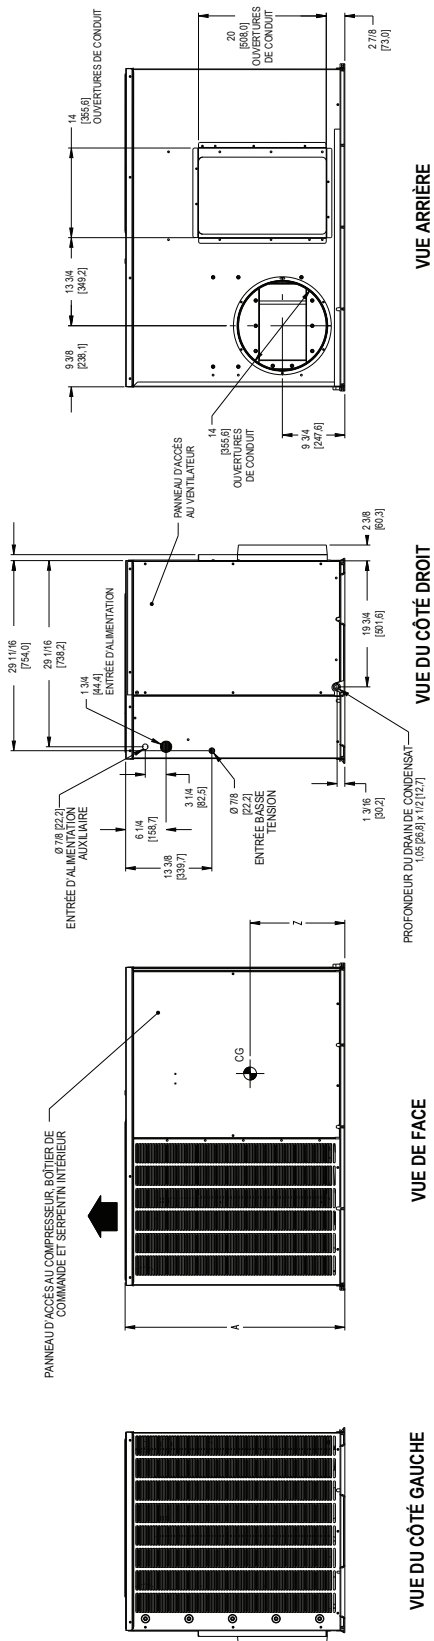 VUE DU CÔTÉ GAUCHE
PANNEAU D'ACCÈS AU COMPRESSEUR, BOÎTIER DE
COMMANDE ET SERPENTIN INTÉRIEUR
A
CG
Z
VUE DE FACE
29 11/16
[754,0]
29 1/16
[738,2]
1 3/4
[44,4]
ENTRÉE D'ALIMENTATION
Ø 7/8 [22,2]
ENTRÉE D'ALIMENTATION
AUXILIAIRE
6 1/4
[158,7]
13 3/8
[339,7]
3 1/4
[82,5]
Ø 7/8
[22,2]
ENTRÉE BASSE
TENSION
PANNEAU D'ACCÈS
AU VENTILATEUR
19 3/4
[501,6]
2 3/8
[60,3]
1 3/16
[30,2]
PROFONDEUR DU DRAIN DE CONDENSAT
1,05 [26,8] x 1/2 [12,7]
VUE DU CÔTÉ DROIT
9 3/8
[238,1]
13 3/4
[349,2]
14
[355,6]
OUVERTURES DE CONDUIT
20
[508,0]
OUVERTURES
DE CONDUIT
2 7/8
[73,0]
14
[355,6]
OUVERTURES
DE CONDUIT
9 3/4
[247,6]
VUE ARRIÈRE